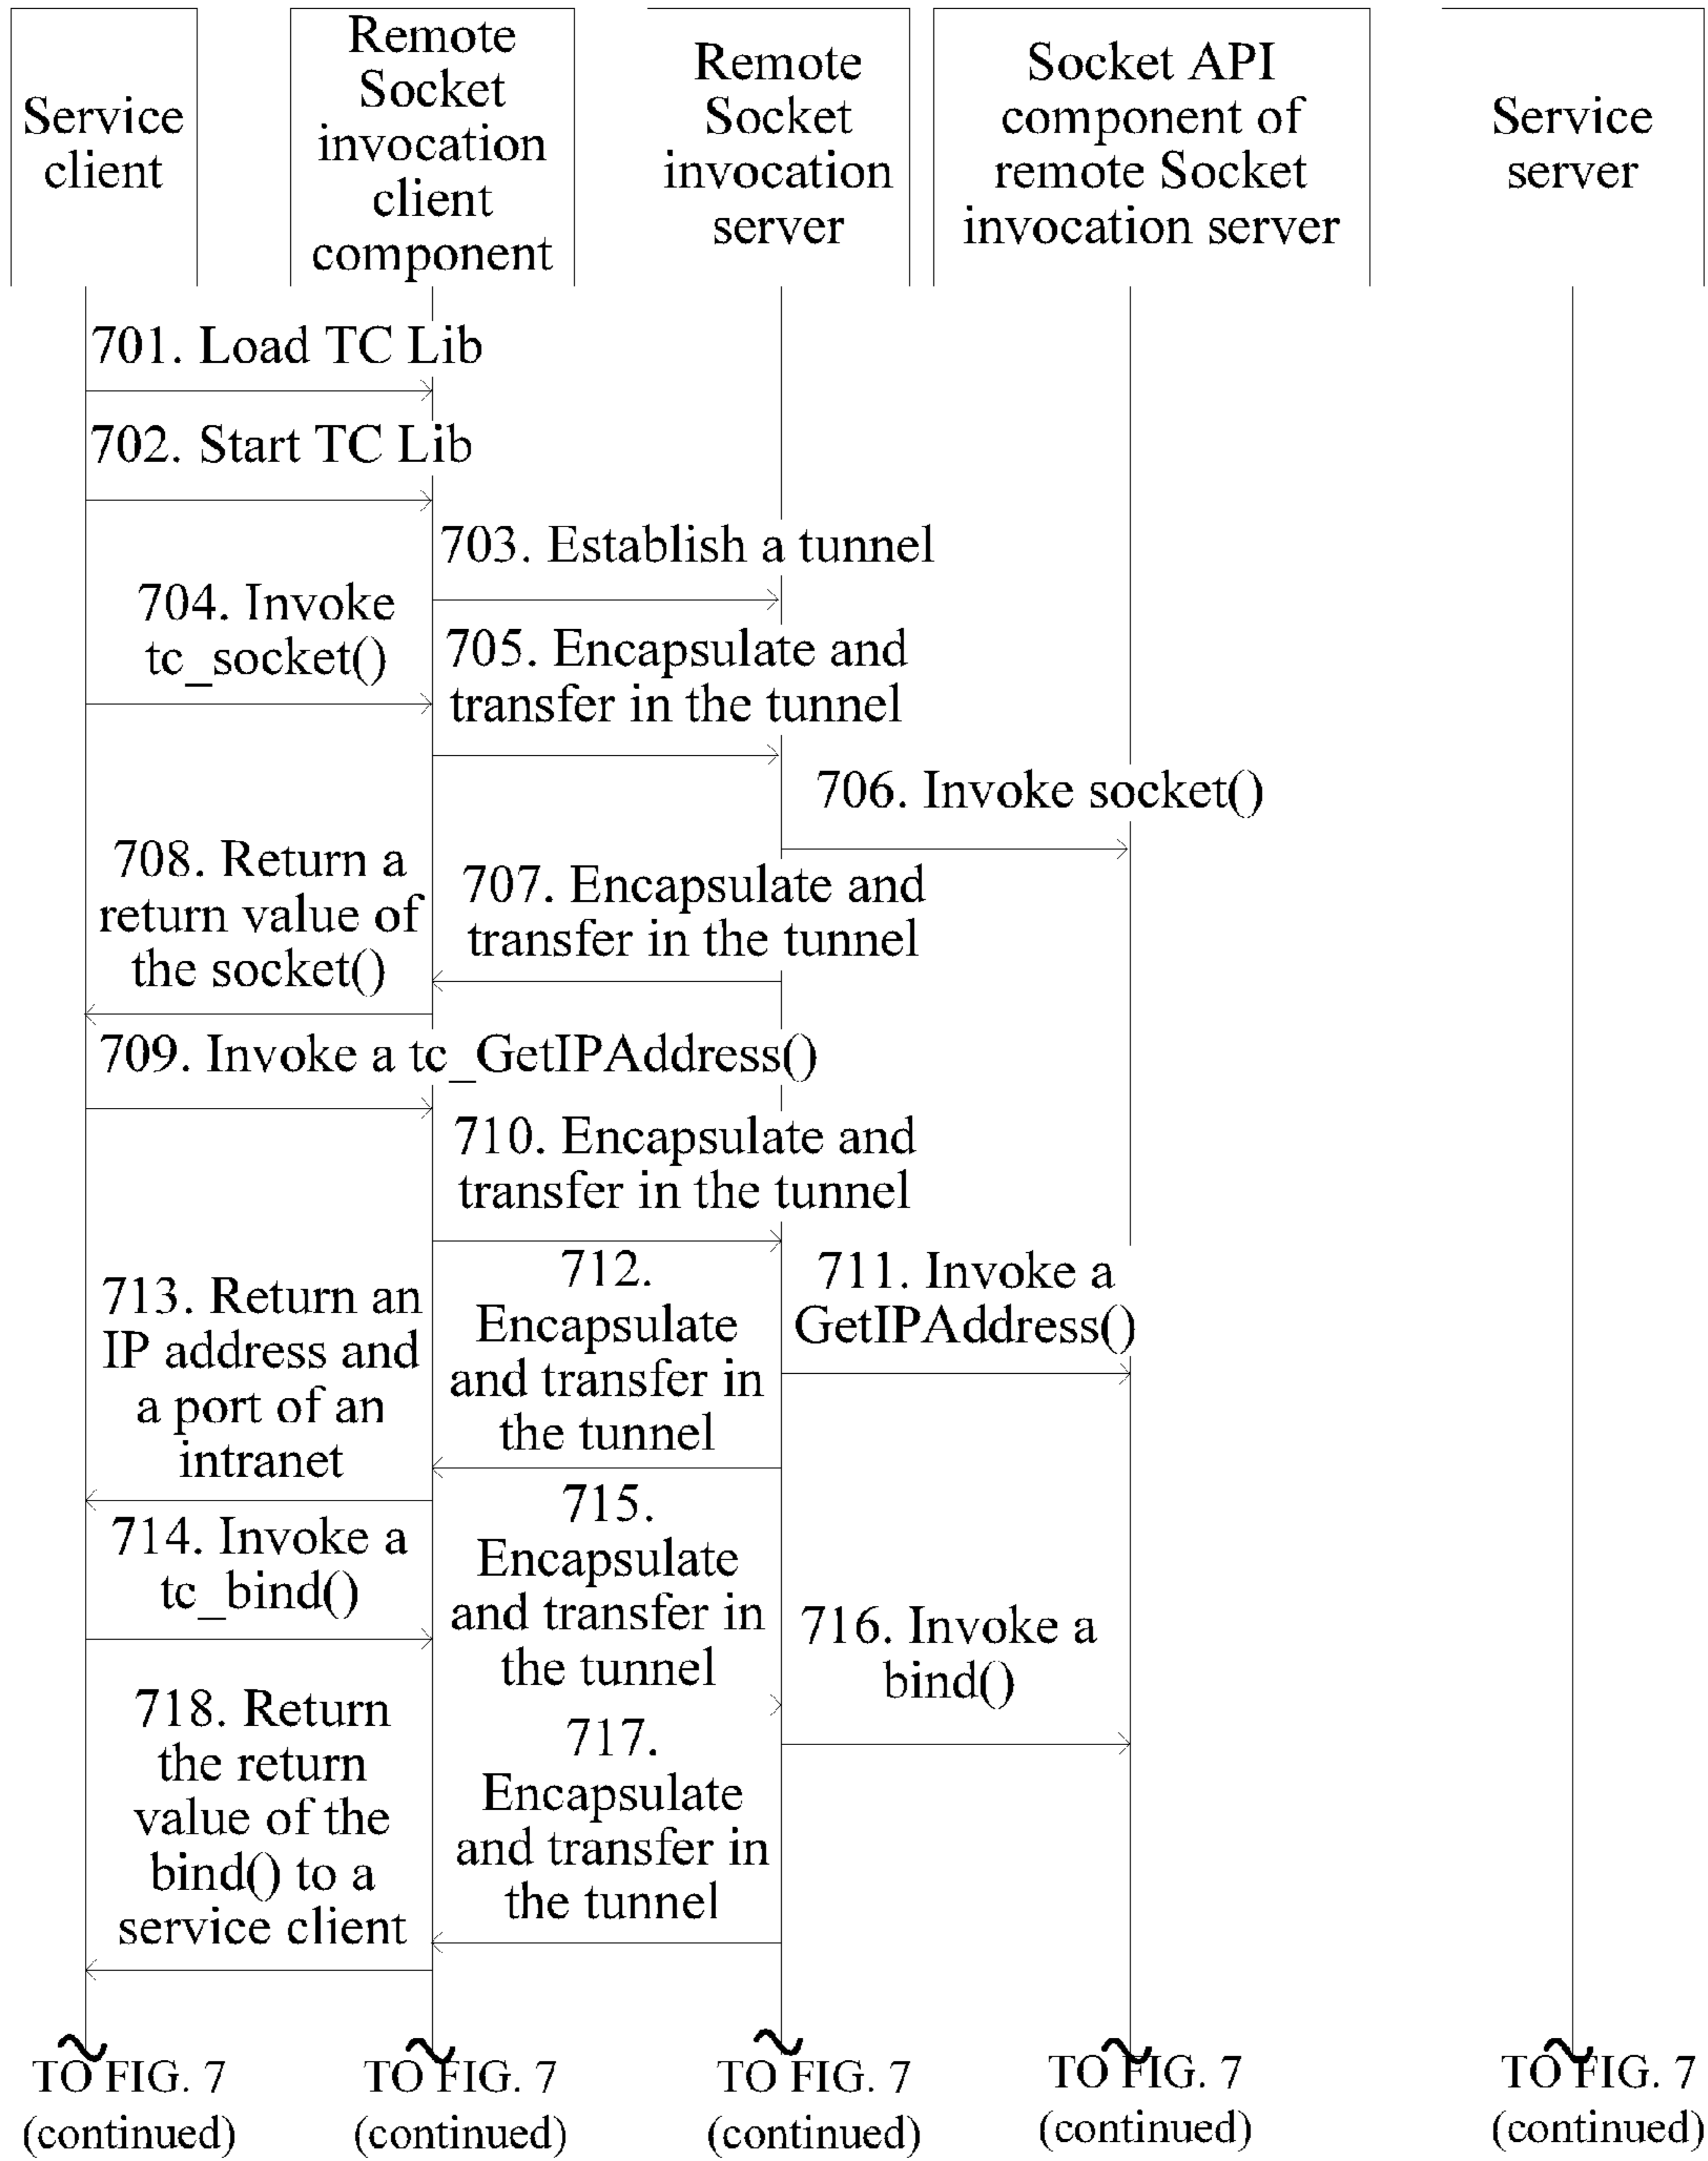 Service
client
Remote
Socket
invocation
client
component
Remote
Socket
invocation
server
Socket API
component of
remote Socket
invocation server
Service
server
701. Load TC Lib
702. Start TC Lib
703. Establish a tunnel
704. Invoke
tc_socket()
705. Encapsulate and
transfer in the tunnel
706. Invoke socket()
708. Return a
return value of
the socket()
707. Encapsulate and
transfer in the tunnel
709. Invoke a tc_GetIPAddress()
710. Encapsulate and
transfer in the tunnel
712.
Encapsulate
and transfer in
the tunnel
711. Invoke a
GetIPAddress()
713. Return an
IP address and
a port of an
intranet
715.
Encapsulate
and transfer in
the tunnel
714. Invoke a
tc_bind()
716. Invoke a
bind()
718. Return
the return
value of the
bind() to a
service client
717.
Encapsulate
and transfer in
the tunnel
TO FIG. 7
(continued)
TO FIG. 7
(continued)
TO FIG. 7
(continued)
TO FIG. 7
(continued)
TO FIG. 7
(continued)